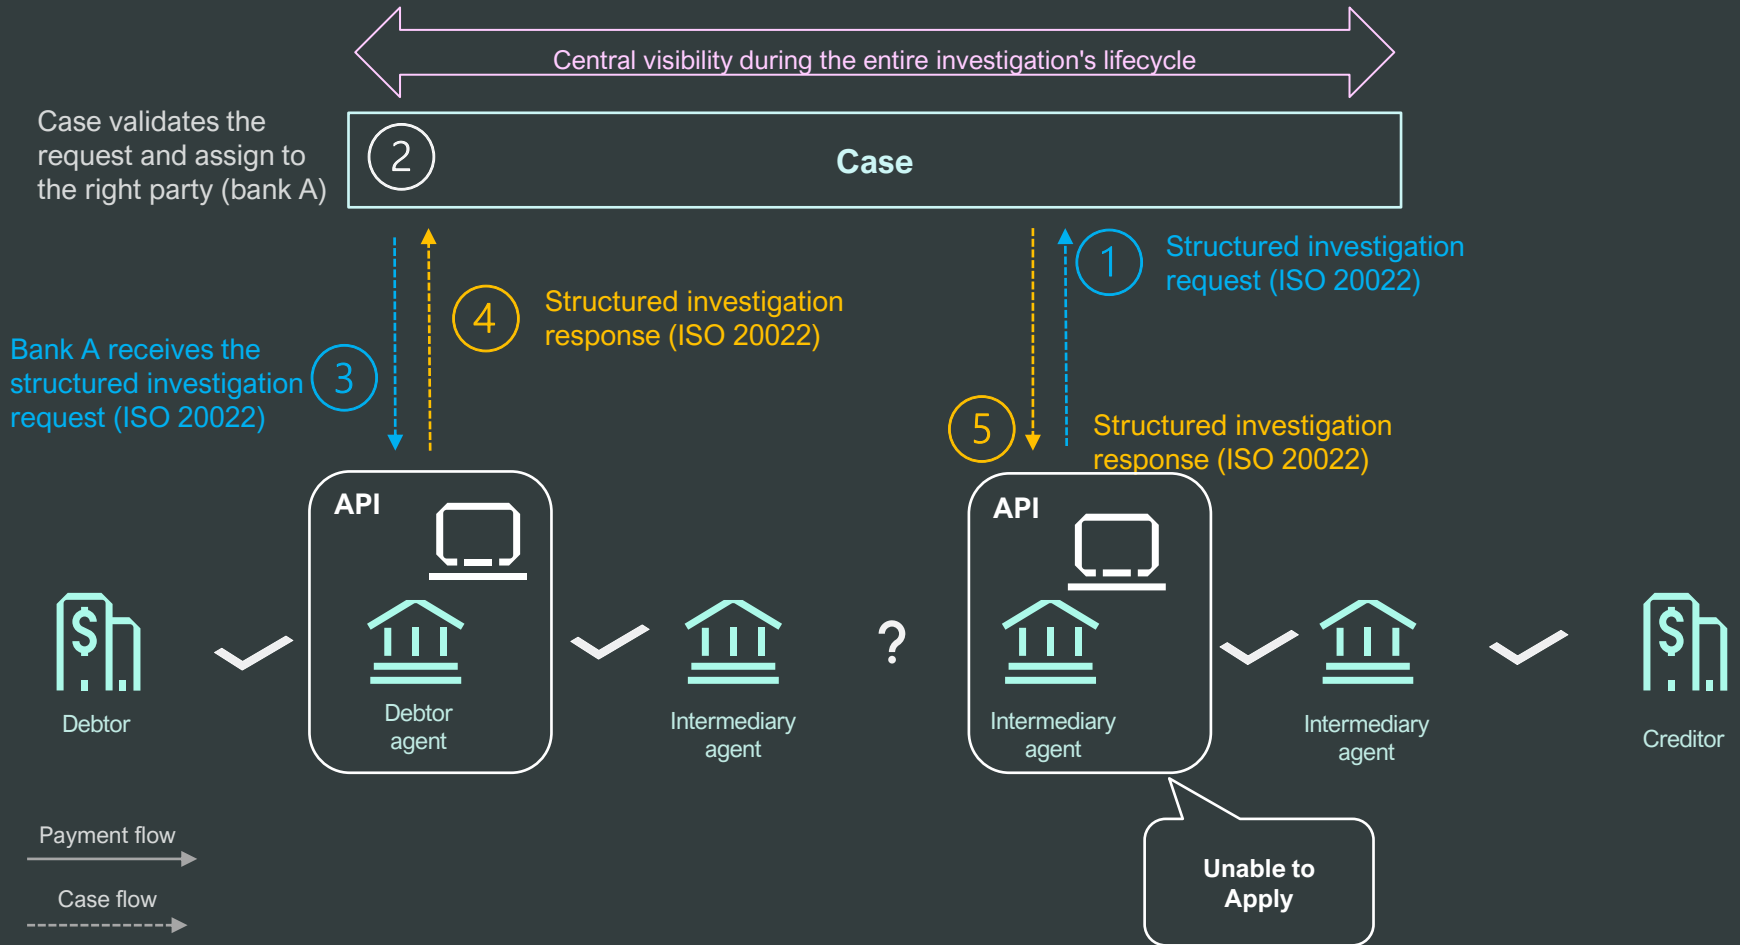 Central visibility during the entire investigation's lifecycle
Case validates the
request and assign to
the right party (bank A)
2
Case
1
Structured investigation
request (ISO 20022)
4
Structured investigation
response (ISO 20022)
Bank A receives the
structured investigation
request (ISO 20022)
3
5
Structured investigation
response (ISO 20022)
API
API
$
$
?
Debtor
Debtor
agent
Intermediary
agent
Intermediary
agent
Intermediary
agent
Creditor
Payment flow
Case flow
Unable to
Apply